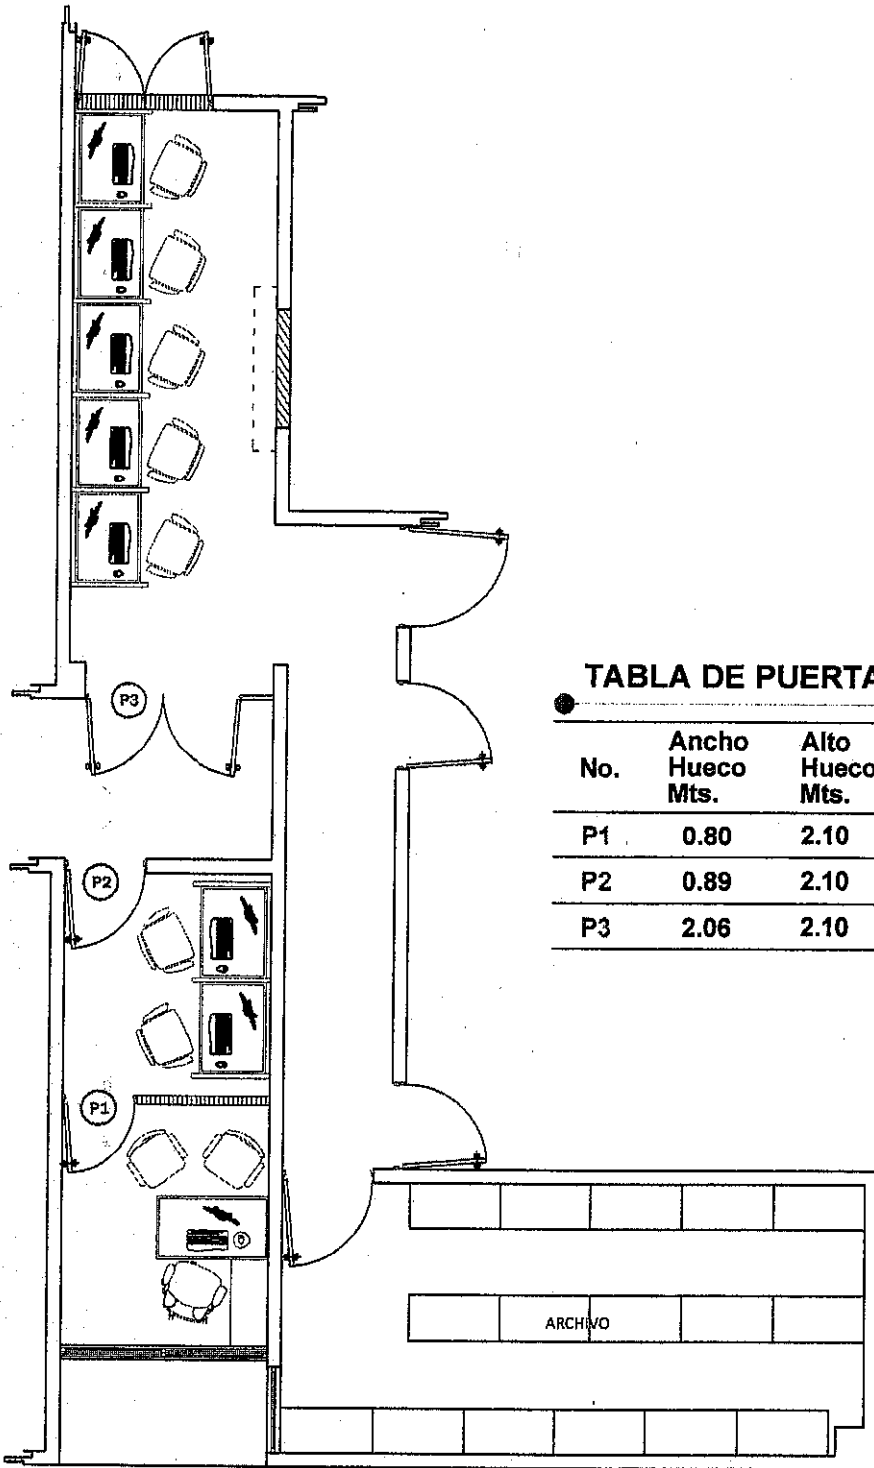 P3
TABLA DE PUERTA
No. Ancho Hueco Mts. Alto Hueco Mts.
P1 0.80 2.10
P2 0.89 2.10
P3 2.06 2.10
P2
P1
ARCHIVO